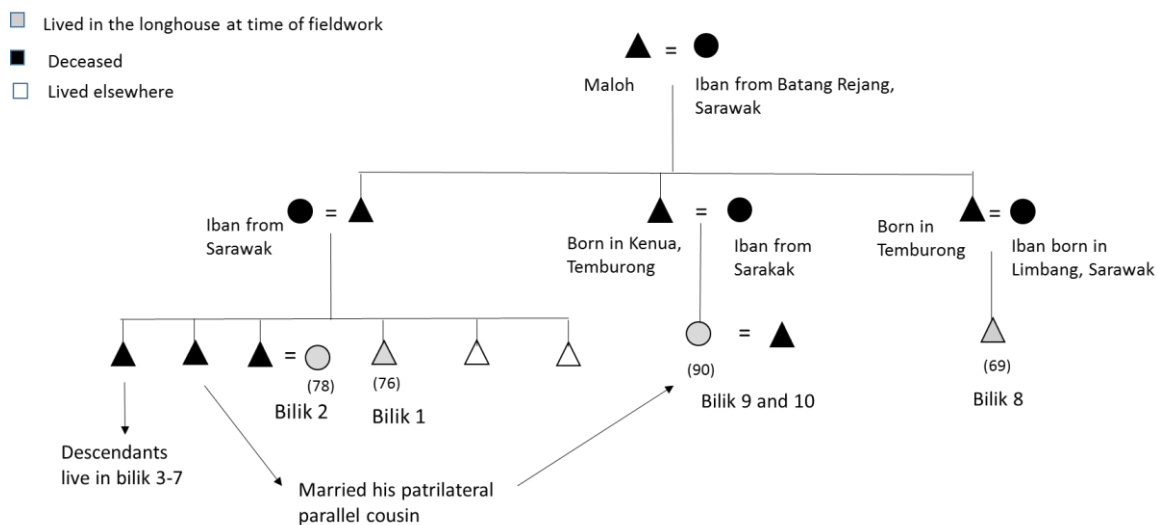 Lived in the longhouse at time of fieldwork
Deceased
Lived elsewhere
=
Maloh
Iban from Batang Rejang,
Sarawak
=
Iban from
Sarawak
=
Born in Kenua,
Temburong
Iban from
Sarakak
=
Born in
Temburong
Iban born in
Limbang, Sarawak
=
(78)
Bilik 2
(76)
Bilik 1
=
(90)
Bilik 9 and 10
(69)
Bilik 8
Descendants
live in bilik 3-7
Married his patrilateral
parallel cousin